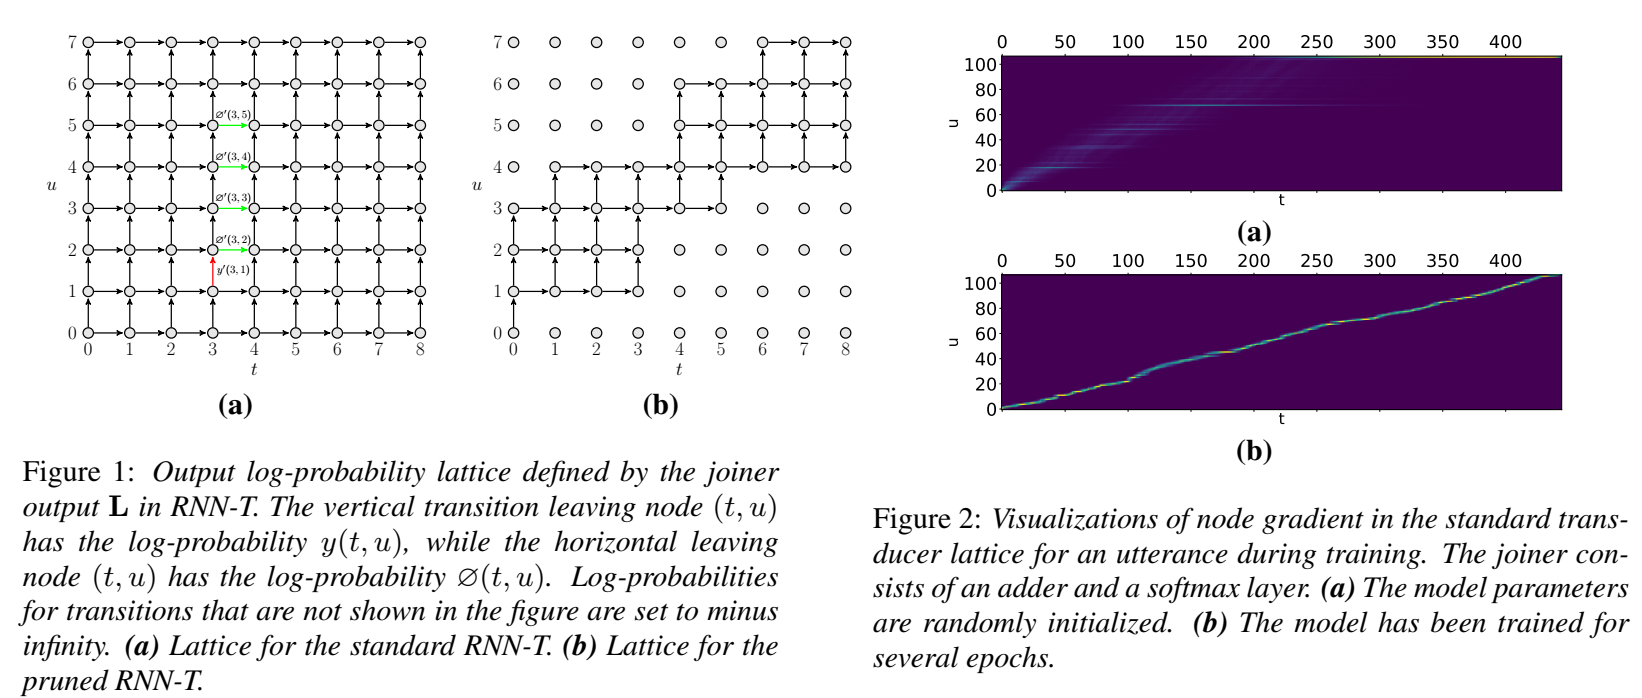 7
6
5
4
u
3
2
1
0
∅′(3, 5)
∅′(3, 4)
∅′(3, 3)
∅′(3, 2)
y′(3, 1)
0 1 2 3 4 5 6 7 8
t
(a)
7
6
5
4
u
3
2
1
0
0 1 2 3 4 5 6 7 8
t
(b)
Figure 1: Output log-probability lattice defined by the joiner
output L in RNN-T. The vertical transition leaving node (t, u)
has the log-probability y(t, u), while the horizontal leaving
node (t, u) has the log-probability ∅(t, u). Log-probabilities
for transitions that are not shown in the figure are set to minus
infinity. (a) Lattice for the standard RNN-T. (b) Lattice for the
pruned RNN-T.
0 50 100 150 200 250 300 350 400
100
80
60
u
40
20
0
t
(a)
0 50 100 150 200 250 300 350 400
100
80
60
u
40
20
0
t
(b)
Figure 2: Visualizations of node gradient in the standard trans-
ducer lattice for an utterance during training. The joiner con-
sists of an adder and a softmax layer. (a) The model parameters
are randomly initialized. (b) The model has been trained for
several epochs.